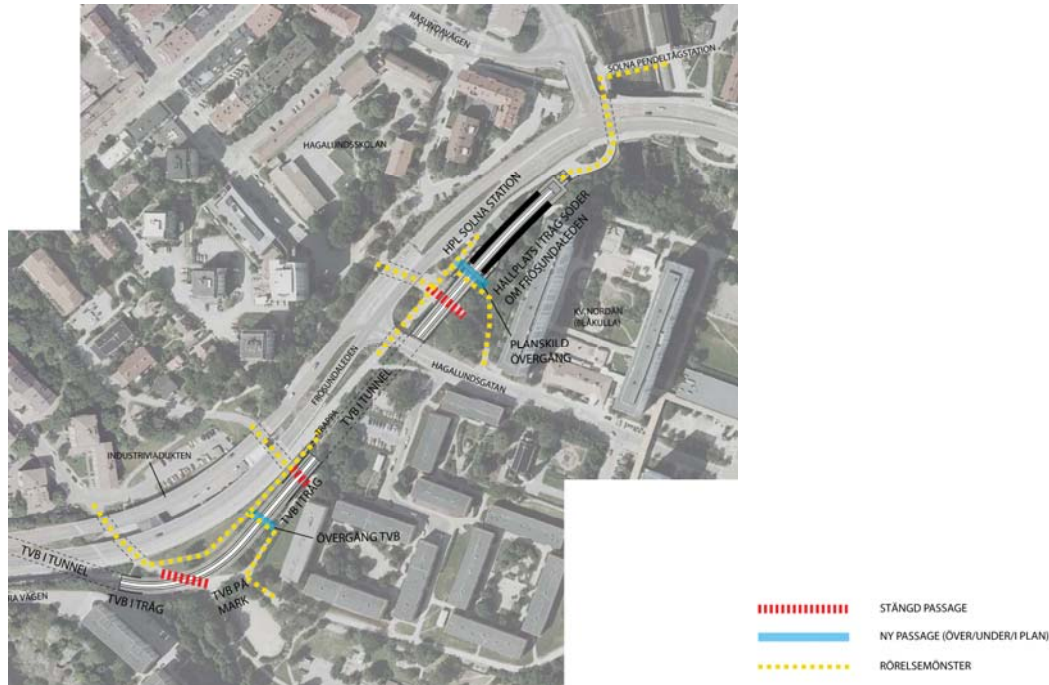 RÅSUNDAVÄGEN
SOLNA PENDELTÅGSTATION
HAGALUNDSSKOLAN
HPL SOLNA STATION
HÅLLPLATS I TRÅG SÖDER
OM FRÖSUNDALEDEN
KV. NORDAN
(BLÅKULLA)
PLANSKILD
ÖVERGÅNG
HAGALUNDSGATAN
FRÖSUNDALEDEN
TVB I TUNNEL
TRAPPA
INDUSTRIVIADUKTEN
TVB I TRÅG
ÖVERGÅNG TVB
TVB I TUNNEL
TVB PÅ
MARK
TVB I TRÅG
RA VÄGEN
STÄNGD PASSAGE
NY PASSAGE (ÖVER/UNDER/I PLAN)
RÖRELSEMÖNSTER